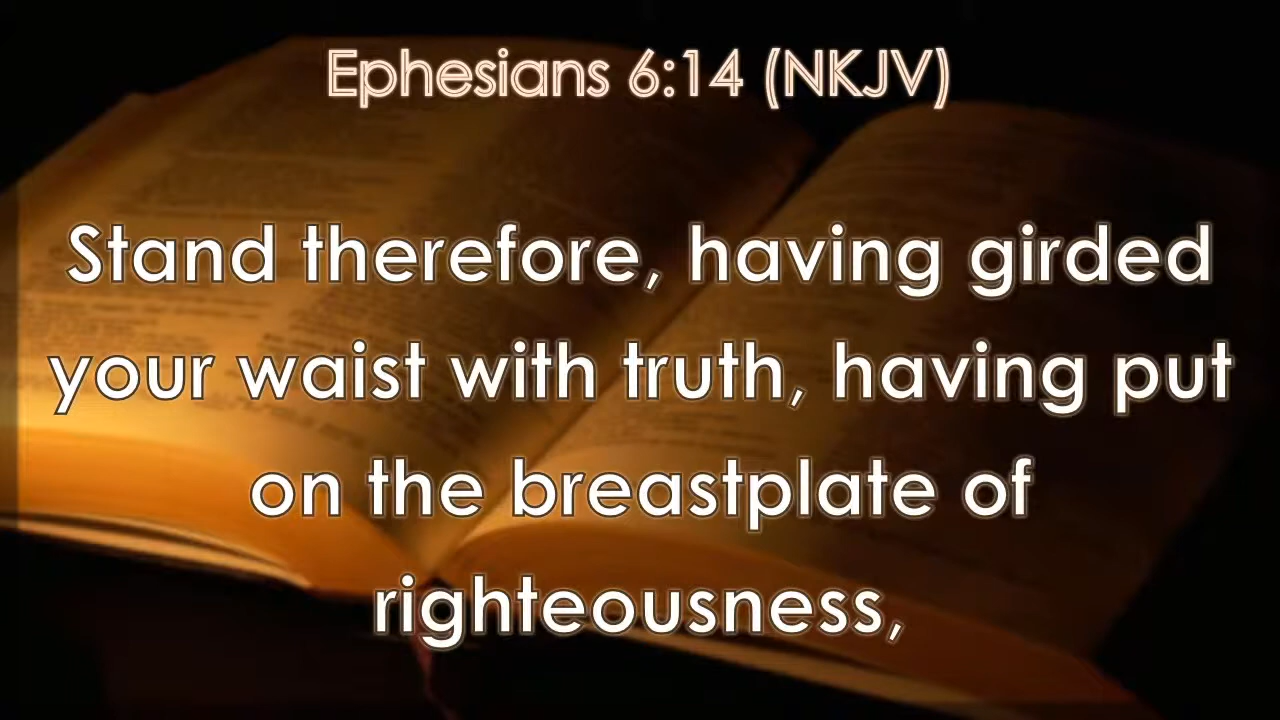 Ephesians 6:14 (NKJV)
Stand therefore, having girded
your waist with truth, having put
on the breastplate of
righteousness,